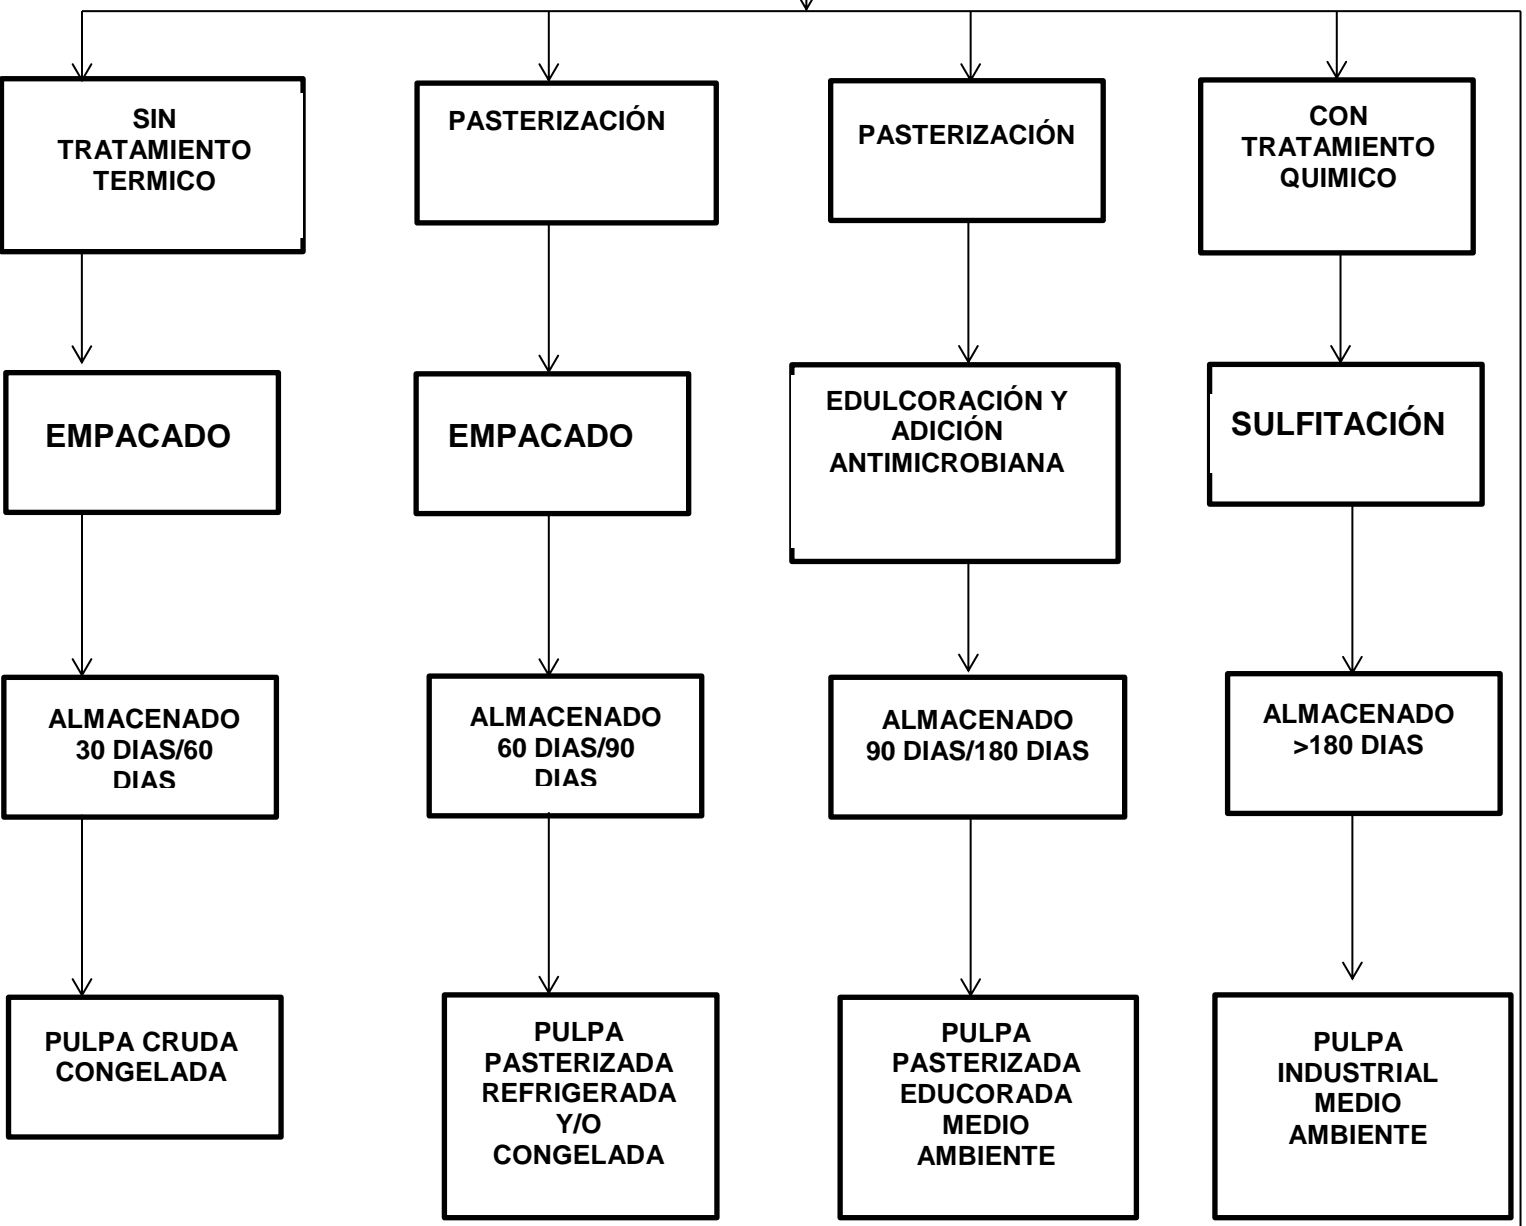 SIN
TRATAMIENTO
TERMICO
PASTERIZACIÓN
PASTERIZACIÓN
CON
TRATAMIENTO
QUIMICO
EMPACADO
EMPACADO
EDULCORACIÓN Y
ADICIÓN
ANTIMICROBIANA
SULFITACIÓN
ALMACENADO
30 DIAS/60
DIAS
ALMACENADO
60 DIAS/90
DIAS
ALMACENADO
90 DIAS/180 DIAS
ALMACENADO
>180 DIAS
PULPA CRUDA
CONGELADA
PULPA
PASTERIZADA
REFRIGERADA
Y/O
CONGELADA
PULPA
PASTERIZADA
EDUCORADA
MEDIO
AMBIENTE
PULPA
INDUSTRIAL
MEDIO
AMBIENTE